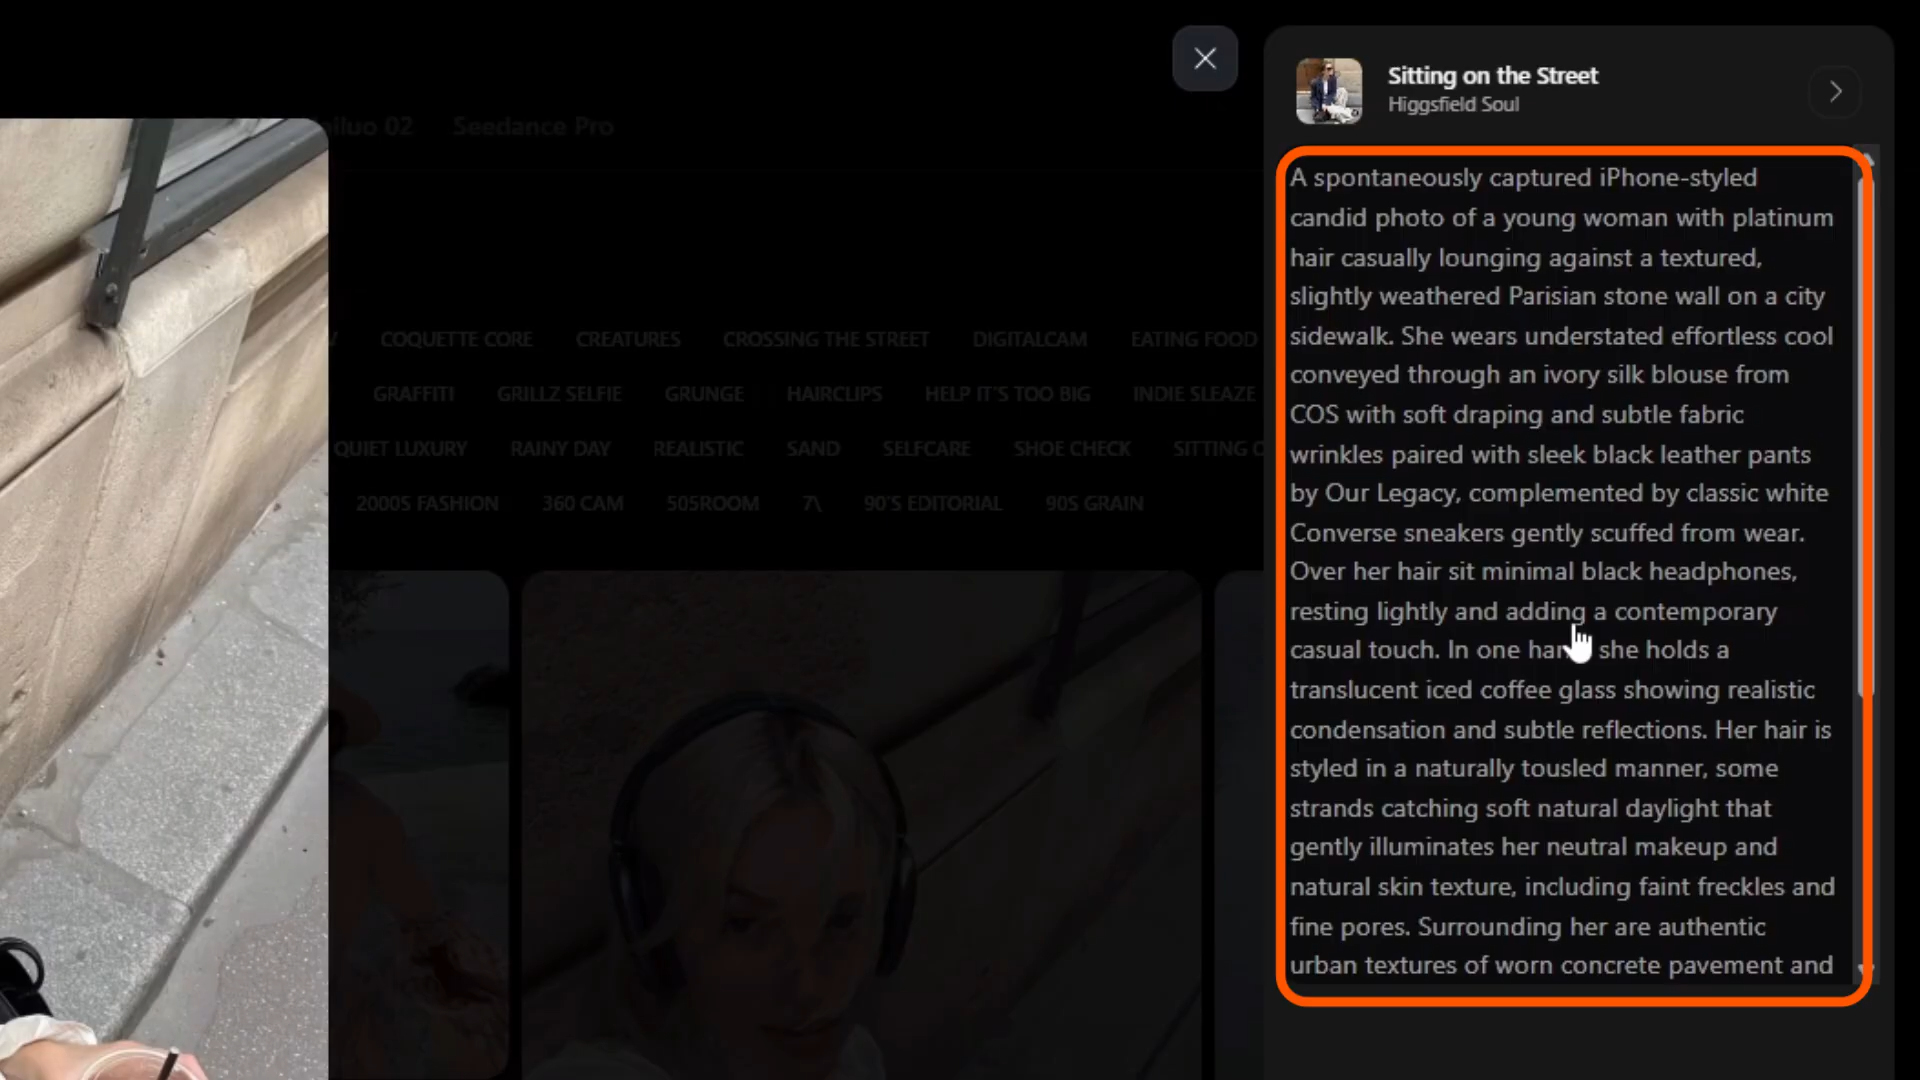 Sitting on the Street
Higgsfield Soul
ailuo 02
Seedance Pro
A spontaneously captured iPhone-styled
candid photo of a young woman with platinum
hair casually lounging against a textured,
slightly weathered Parisian stone wall on a city
sidewalk. She wears understated effortless cool
conveyed through an ivory silk blouse from
COS with soft draping and subtle fabric
wrinkles paired with sleek black leather pants
by Our Legacy, complemented by classic white
Converse sneakers gently scuffed from wear.
Over her hair sit minimal black headphones,
resting lightly and adding a contemporary
casual touch. In one hand she holds a
translucent iced coffee glass showing realistic
condensation and subtle reflections. Her hair is
styled in a naturally tousled manner, some
strands catching soft natural daylight that
gently illuminates her neutral makeup and
natural skin texture, including faint freckles and
fine pores. Surrounding her are authentic
urban textures of worn concrete pavement and
COQUETTE CORE CREATURES CROSSING THE STREET DIGITALCAM EATING FOOD
GRAFFITI GRILLZ SELFIE GRUNGE HAIRCLIPS HELP IT'S TOO BIG INDIE SLEAZE
QUIET LUXURY RAINY DAY REALISTIC SAND SELFCARE SHOE CHECK SITTING O
2000S FASHION 360 CAM 505ROOM 7\ 90'S EDITORIAL 90S GRAIN